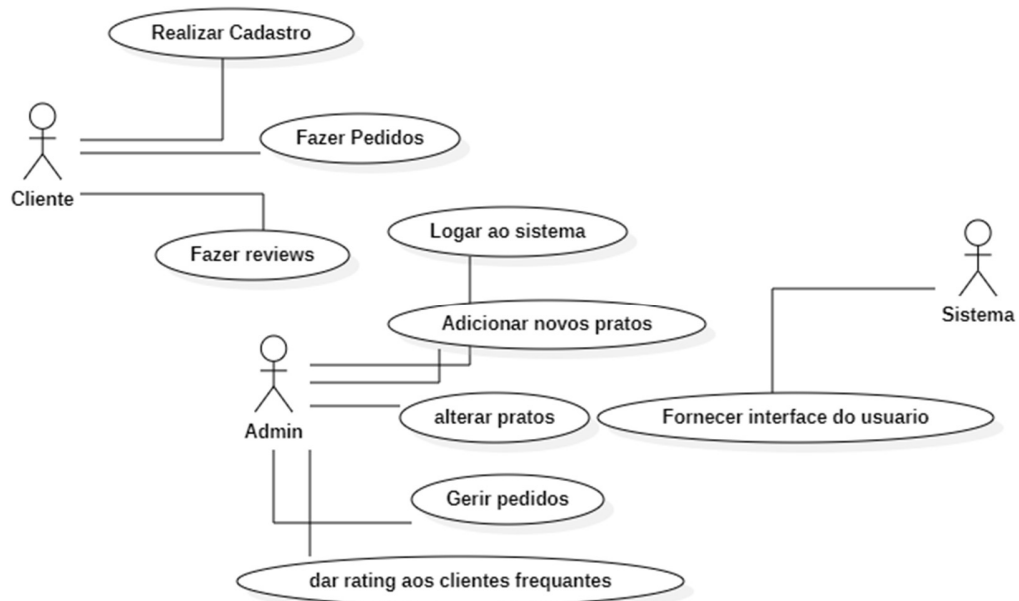 Realizar Cadastro
Fazer Pedidos
Cliente
Fazer reviews
Logar ao sistema
Sistema
Adicionar novos pratos
Admin
alterar pratos
Fornecer interface do usuario
Gerir pedidos
dar rating aos clientes frequantes